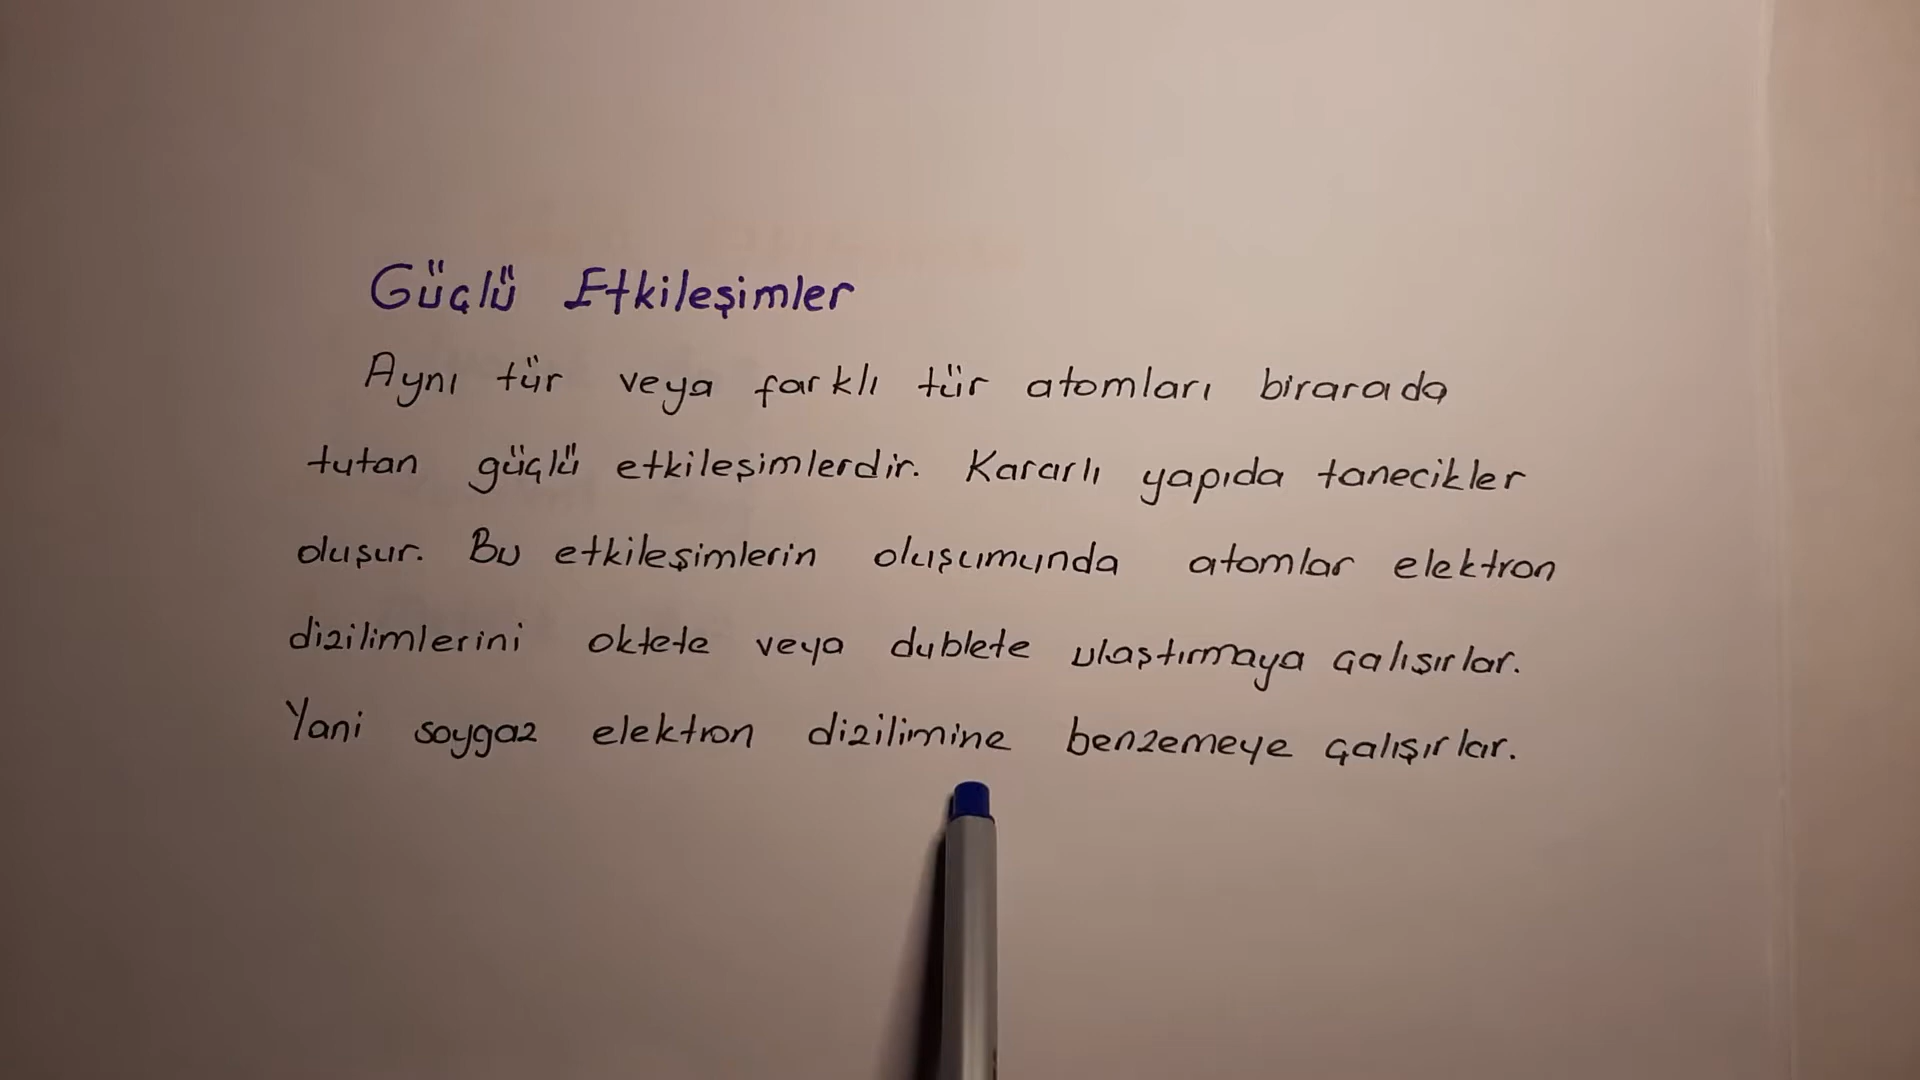 Güçlü Etkileşimler
Aynı tür veya farklı tür atomları birarada
tutan güçlü etkileşimlerdir. Kararlı yapıda tanecikler
oluşur. Bu etkileşimlerin oluşumunda atomlar elektron
dizilimlerini oktete veya dublete ulaştırmaya çalışırlar.
Yani soygaz elektron dizilimine benzemeye çalışırlar.